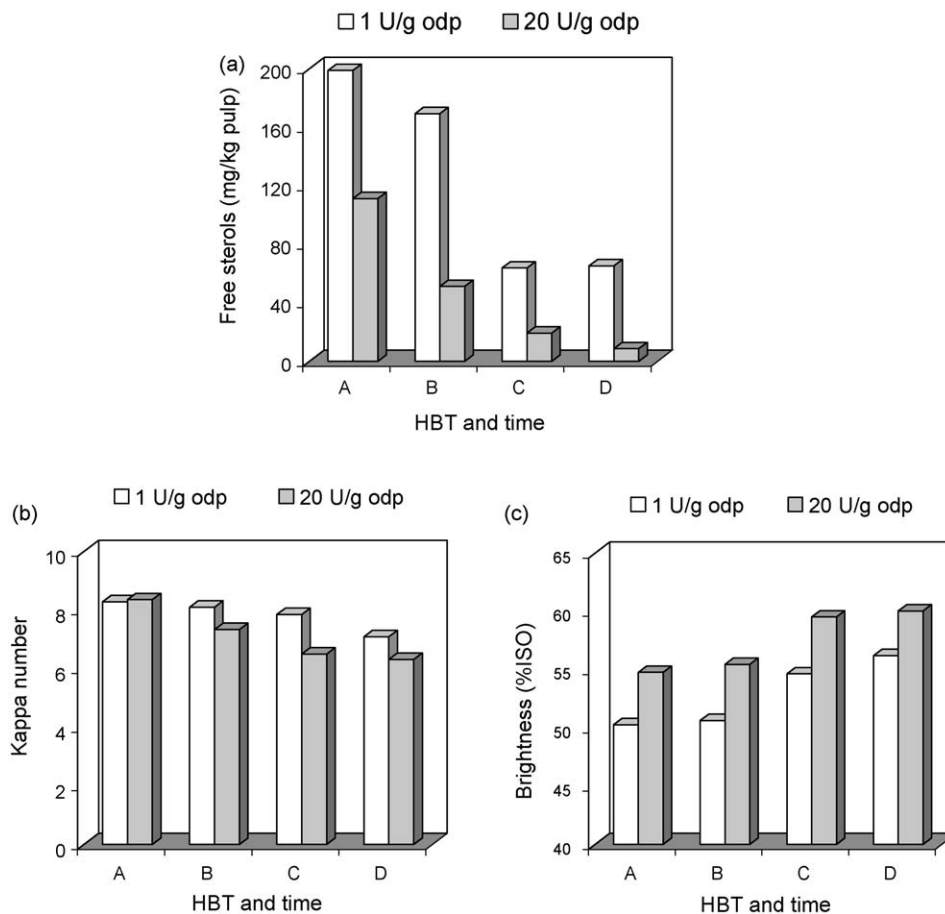 1 U/g odp 20 U/g odp
(a)
Free sterols (mg/kg pulp)
200
160
120
80
40
0
A B C D
HBT and time
(b)
1 U/g odp 20 U/g odp
Kappa number
10
8
6
4
2
0
A B C D
HBT and time
(c)
1 U/g odp 20 U/g odp
Brightness (%ISO)
65
60
55
50
45
40
A B C D
HBT and time